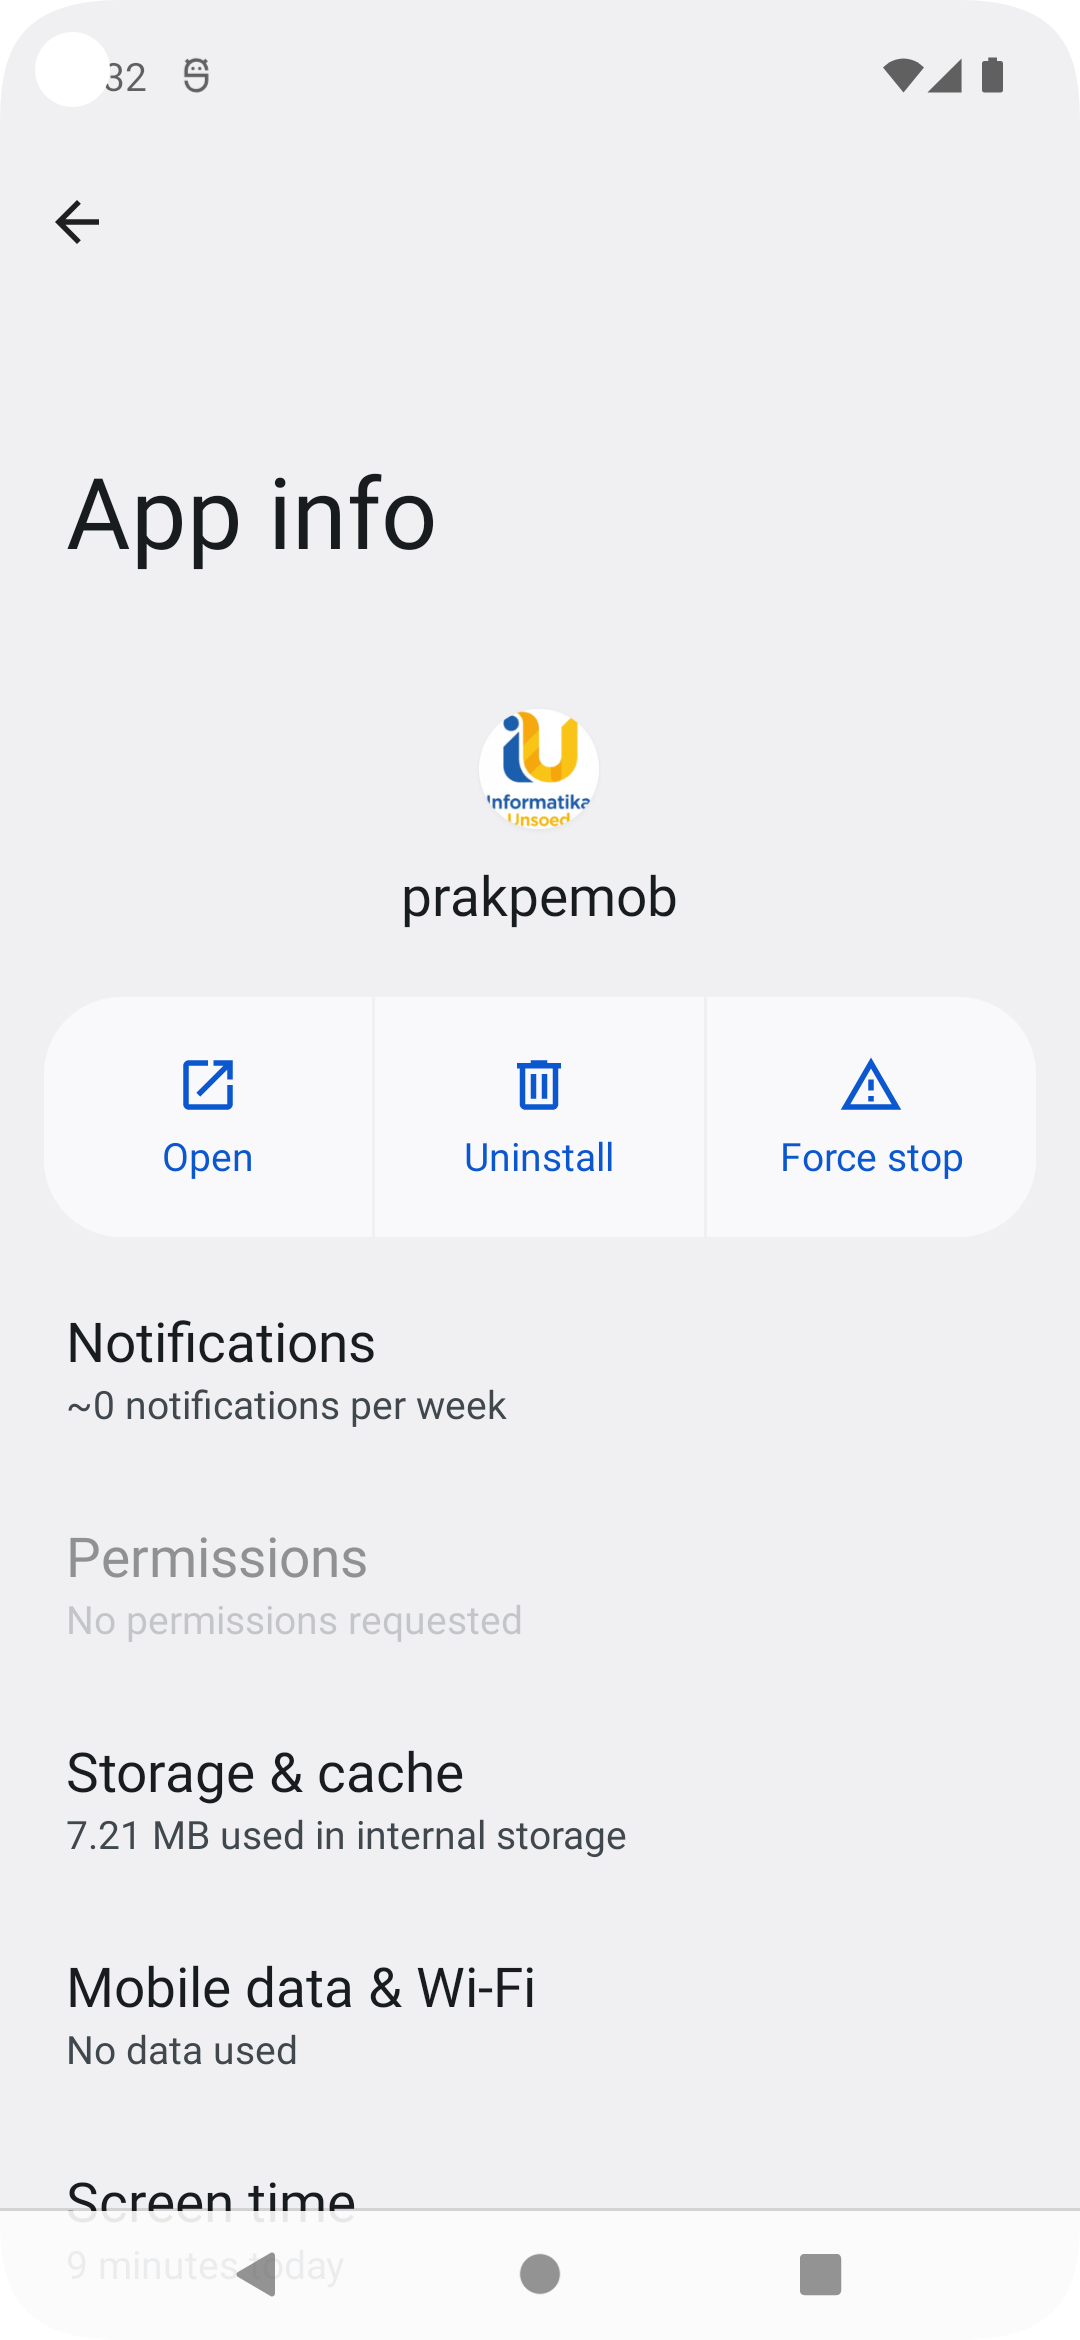 32
App info
iU
Informatika
Unsoed
prakpemob
Open
Uninstall
Force stop
Notifications
~0 notifications per week
Permissions
No permissions requested
Storage & cache
7.21 MB used in internal storage
Mobile data & Wi-Fi
No data used
Screen time
9 minutes today